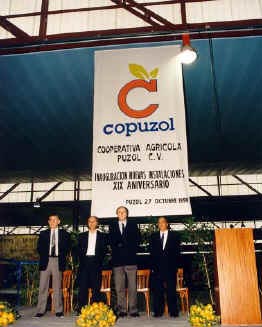 copuzol
COOPERATIVA AGRICOLA
PUZOL C.V.
INAUGURACION NUEVAS INSTALACIONES
XIX ANIVERSARIO
PUZOL 27 OCTUBRE